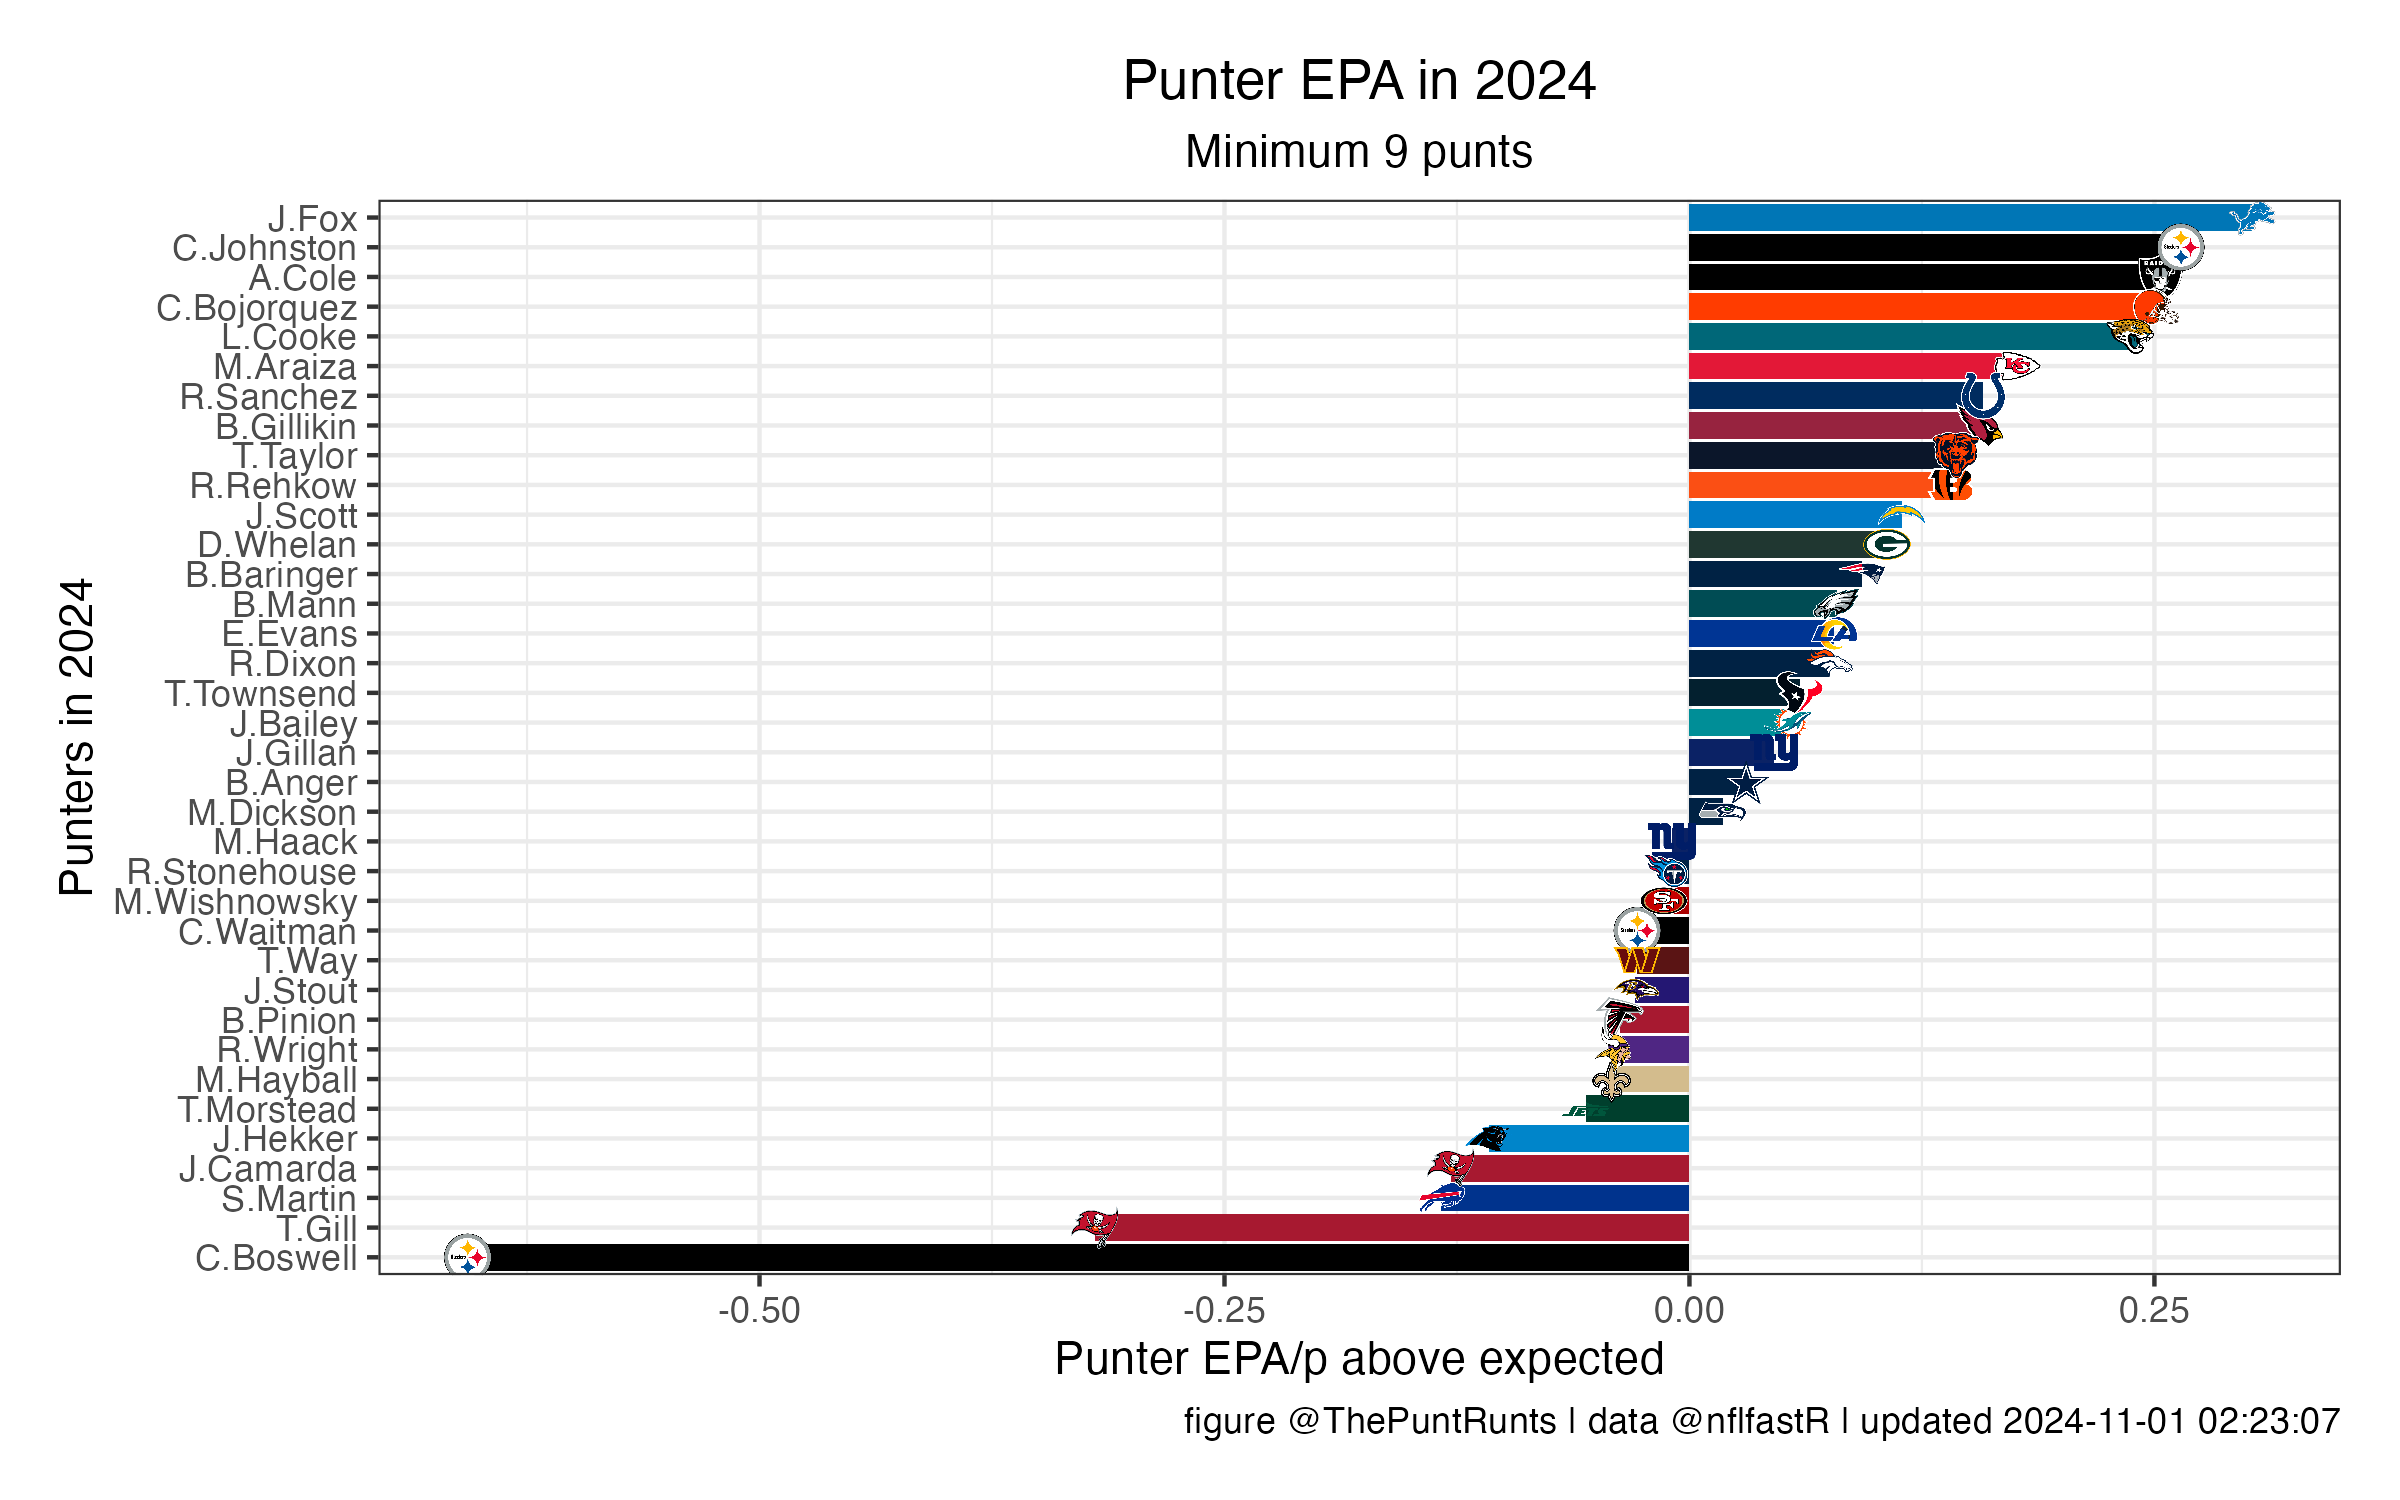 Punter EPA in 2024
Minimum 9 punts
J.Fox
C.Johnston
A.Cole
C.Bojorquez
L.Cooke
M.Araiza
R.Sanchez
B.Gillikin
T.Taylor
R.Rehkow
J.Scott
D.Whelan
B.Baringer
B.Mann
E.Evans
R.Dixon
T.Townsend
J.Bailey
J.Gillan
B.Anger
M.Dickson
M.Haack
R.Stonehouse
M.Wishnowsky
C.Waitman
T.Way
J.Stout
B.Pinion
R.Wright
M.Hayball
T.Morstead
J.Hekker
J.Camarda
S.Martin
T.Gill
C.Boswell
Punters in 2024
-0.50 -0.25 0.00 0.25
Punter EPA/p above expected
figure @ThePuntRunts | data @nflfastR | updated 2024-11-01 02:23:07